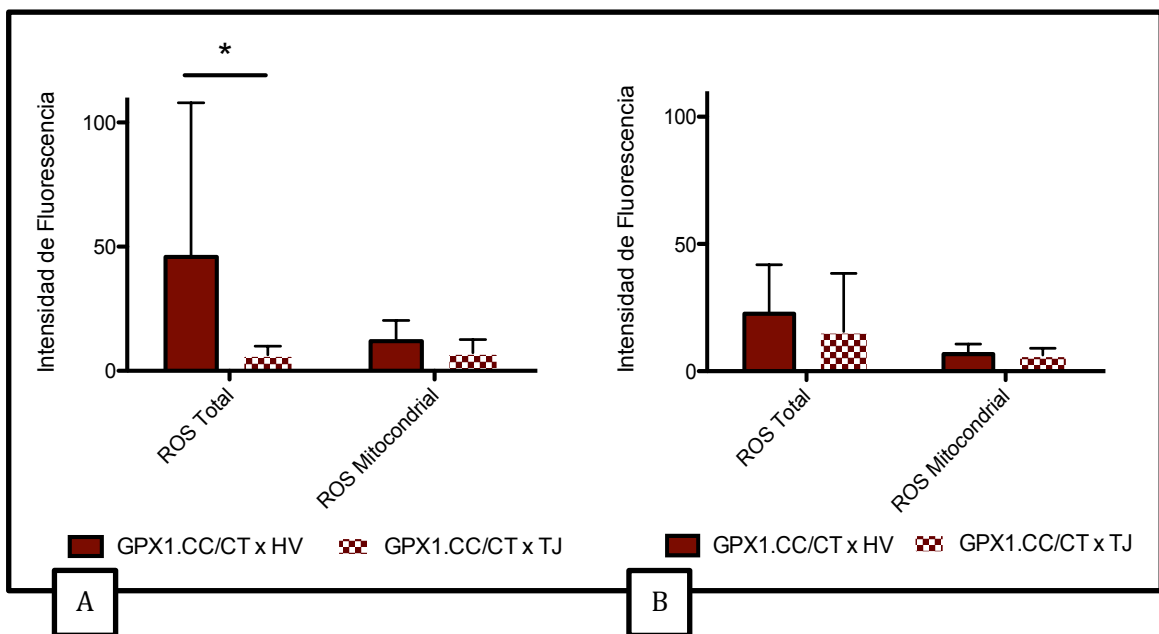 *
Intensidad de Fluorescencia
100
50
0
ROS Total
ROS Mitocondrial
GPX1.CC/CT x HV
GPX1.CC/CT x TJ
A
Intensidad de Fluorescencia
100
50
0
ROS Total
ROS Mitocondrial
GPX1.CC/CT x HV
GPX1.CC/CT x TJ
B